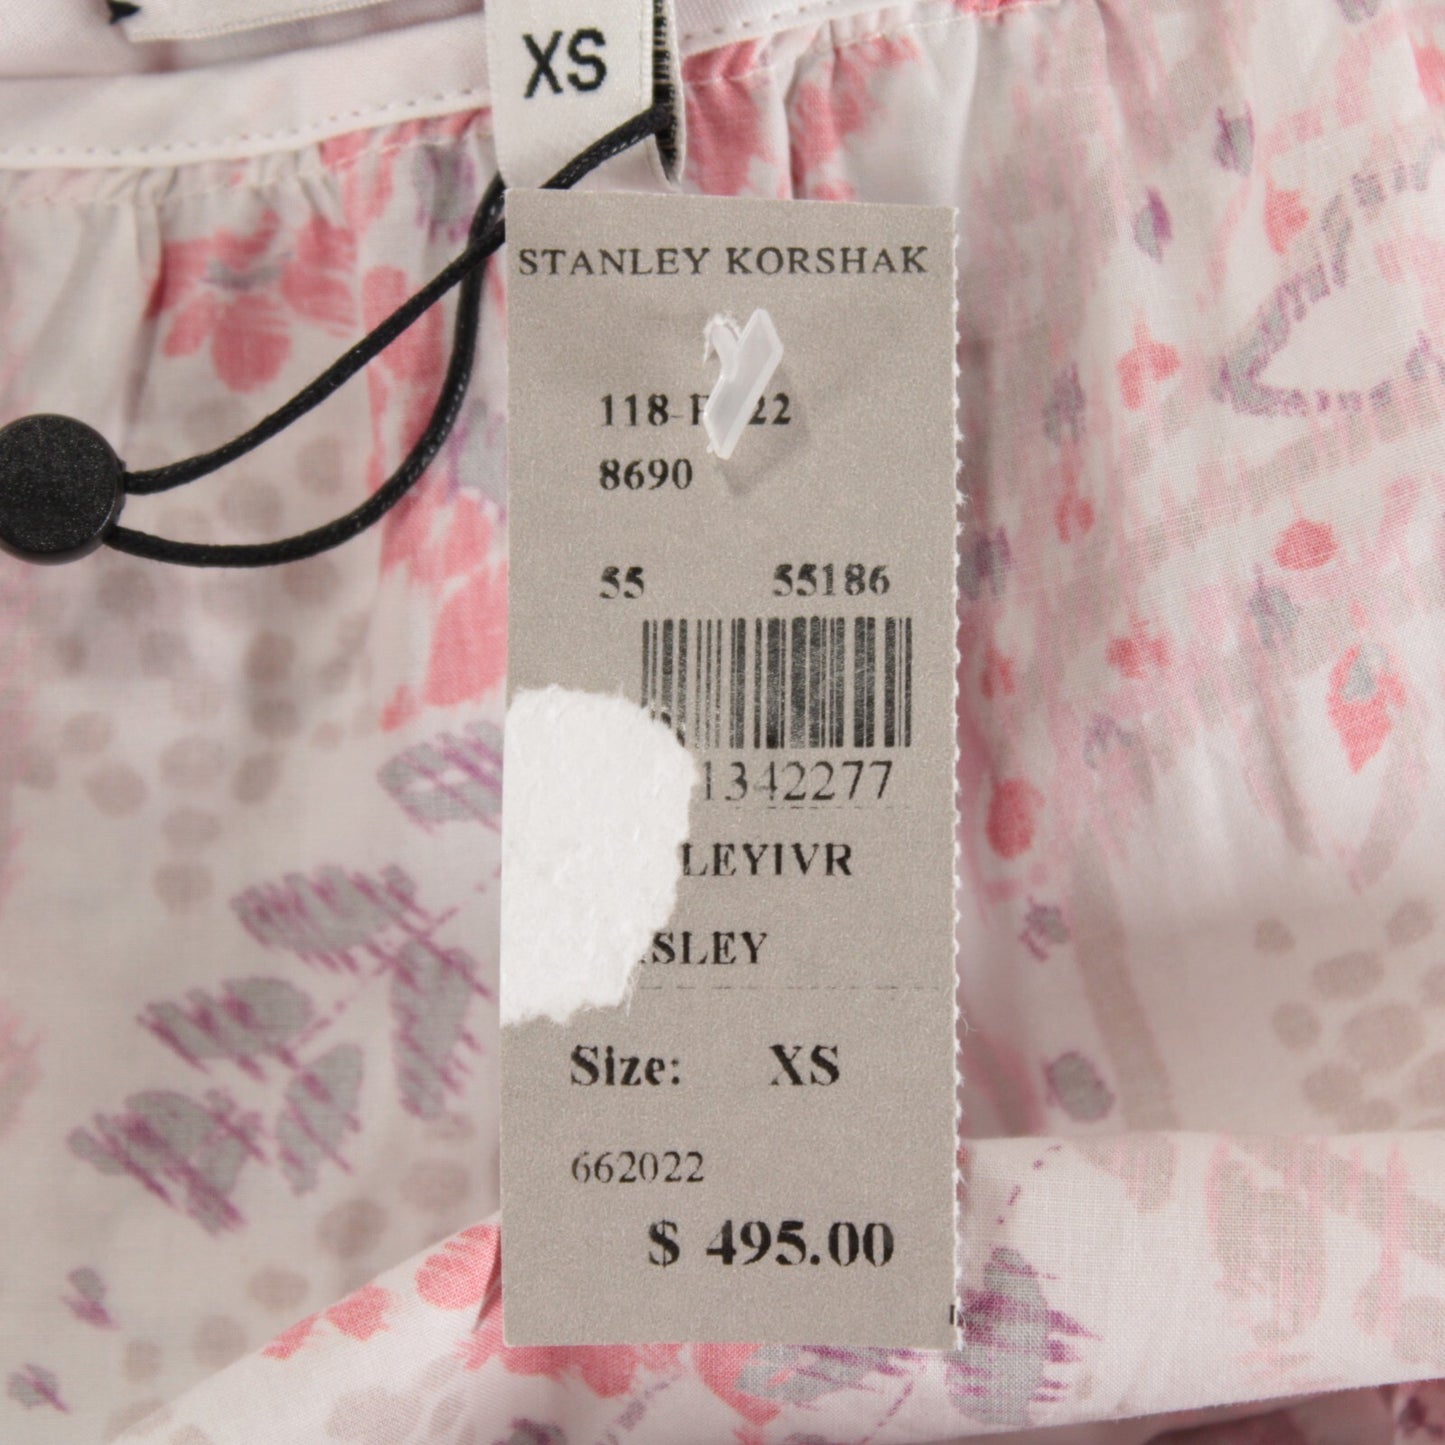 XS
STANLEY KORSHAK
8690
55 55186
1342277
LEYIVR
SLEY
Size: XS
662022
$ 495.00